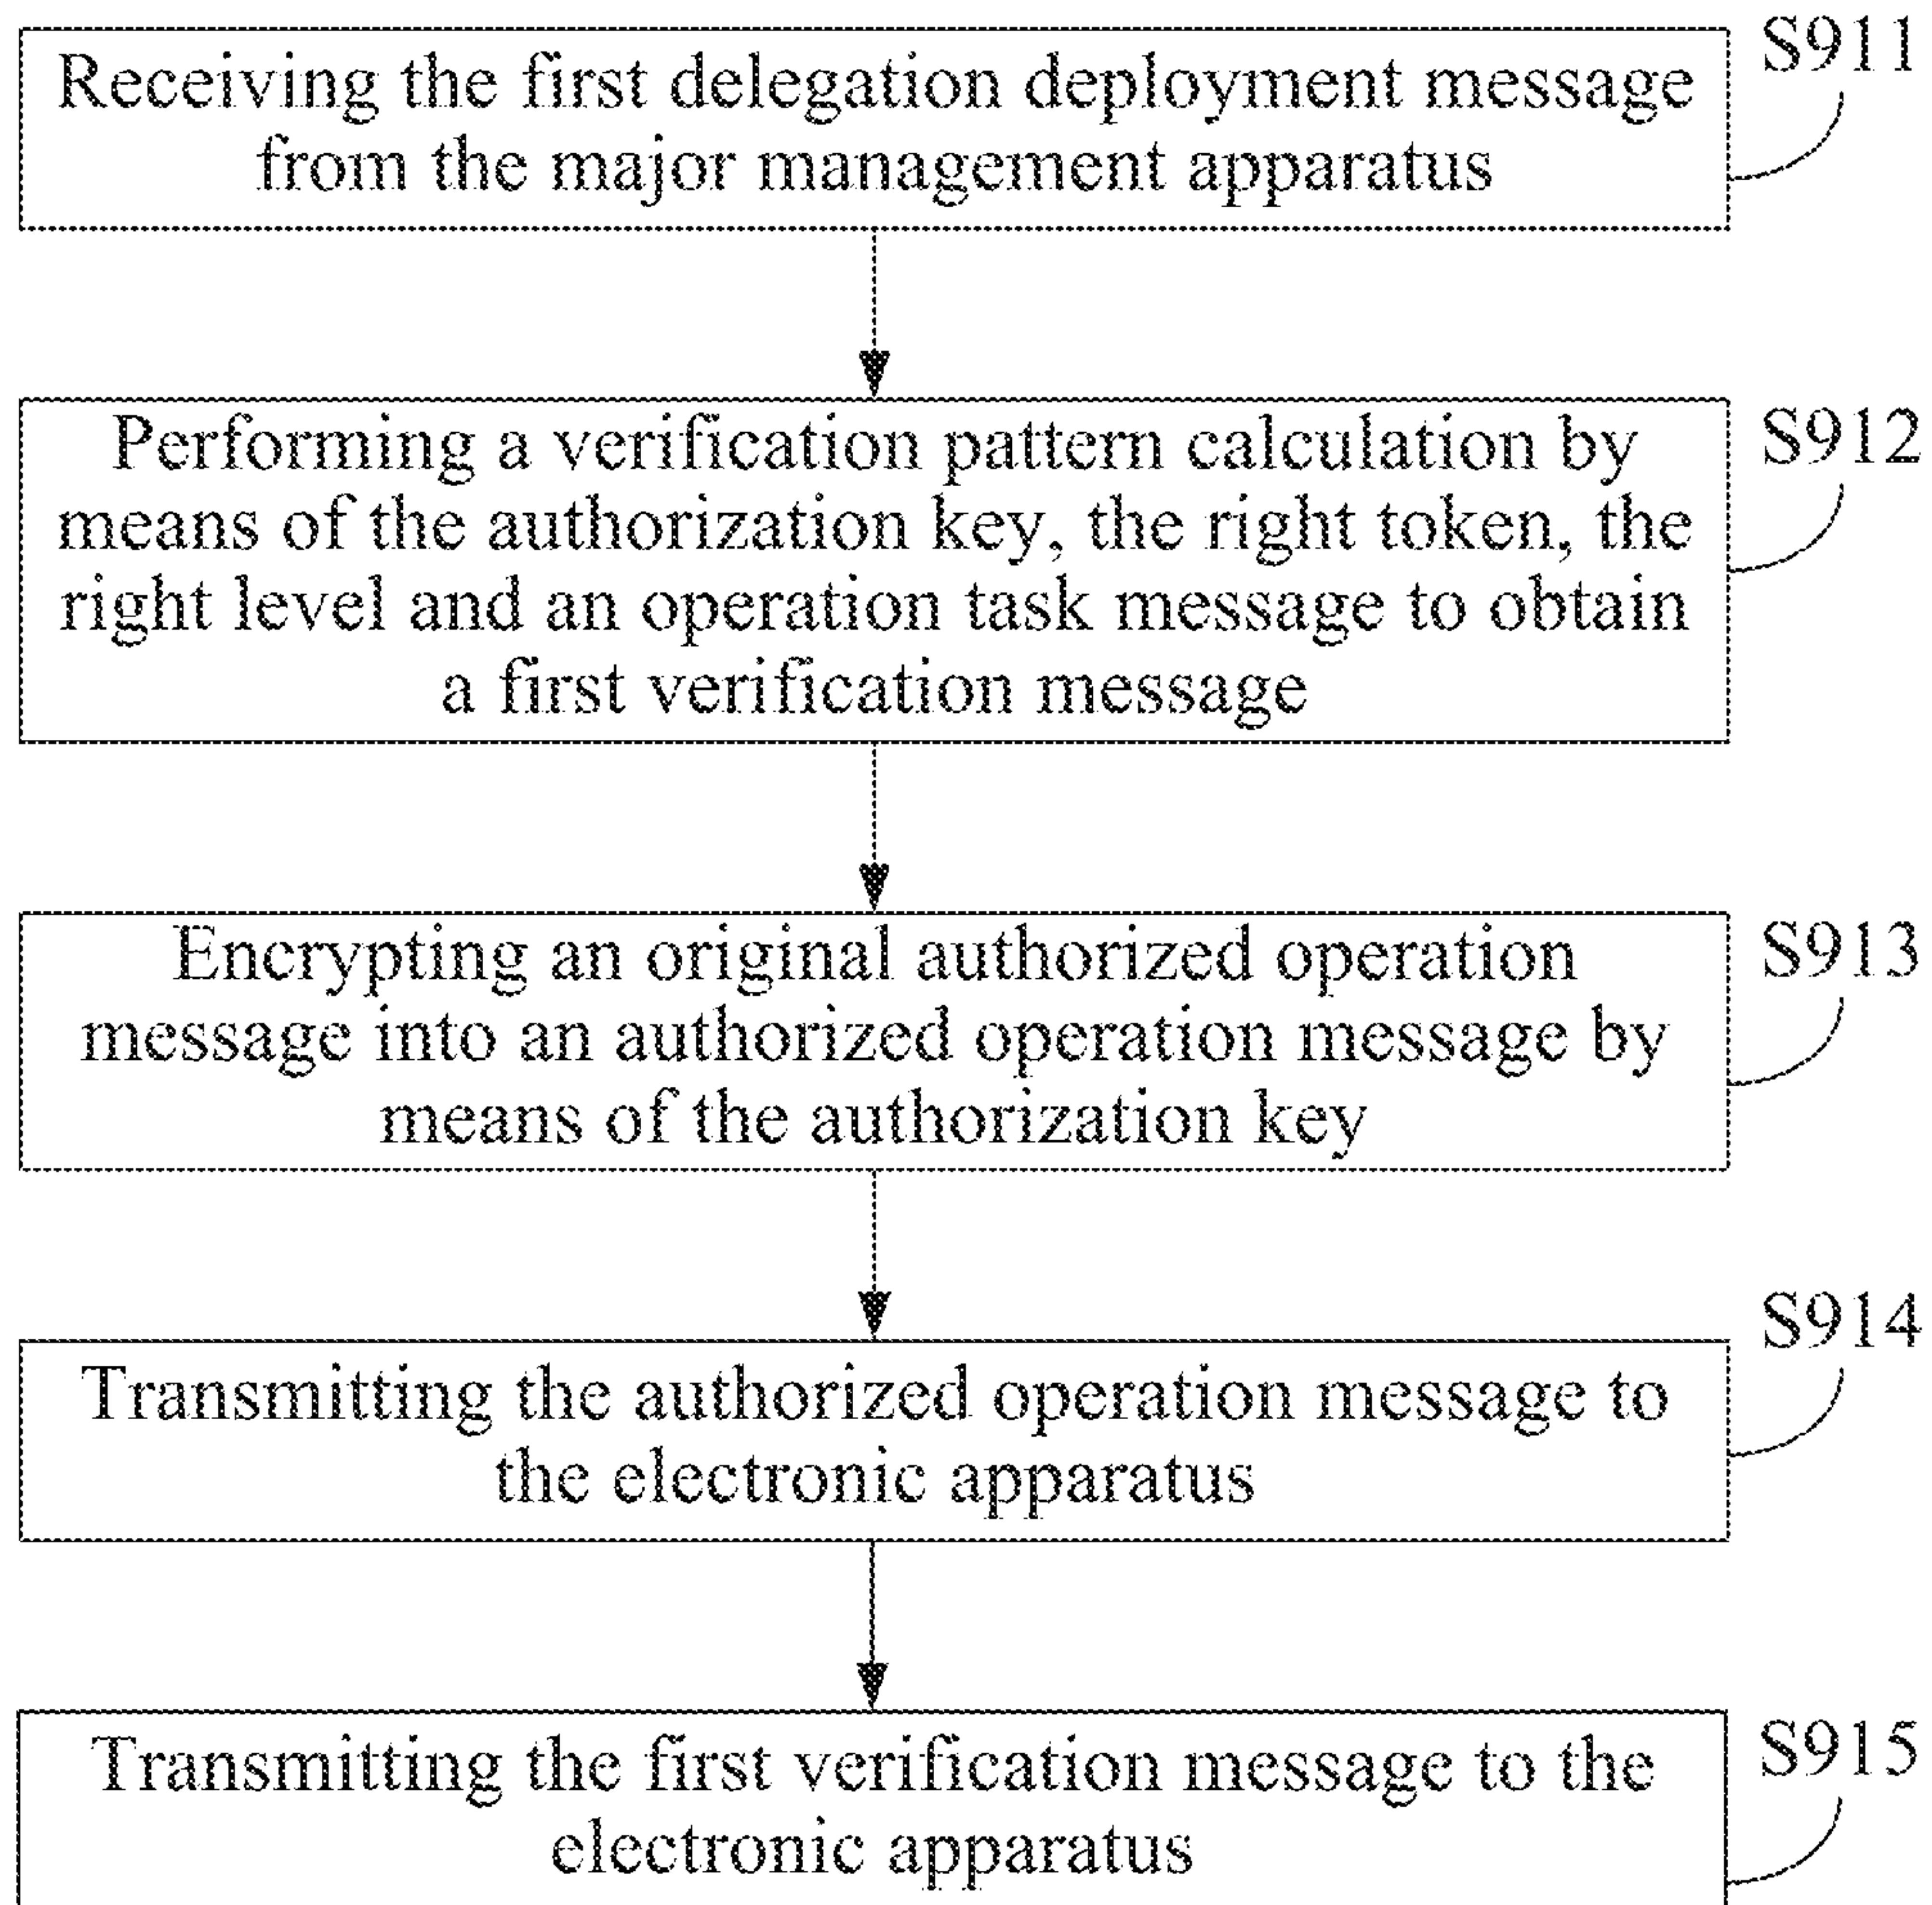 S911
Receiving the first delegation deployment message
from the major management apparatus
S912
Performing a verification pattern calculation by
means of the authorization key, the right token, the
right level and an operation task message to obtain
a first verification message
S913
Encrypting an original authorized operation
message into an authorized operation message by
means of the authorization key
S914
Transmitting the authorized operation message to
the electronic apparatus
S915
Transmitting the first verification message to the
electronic apparatus